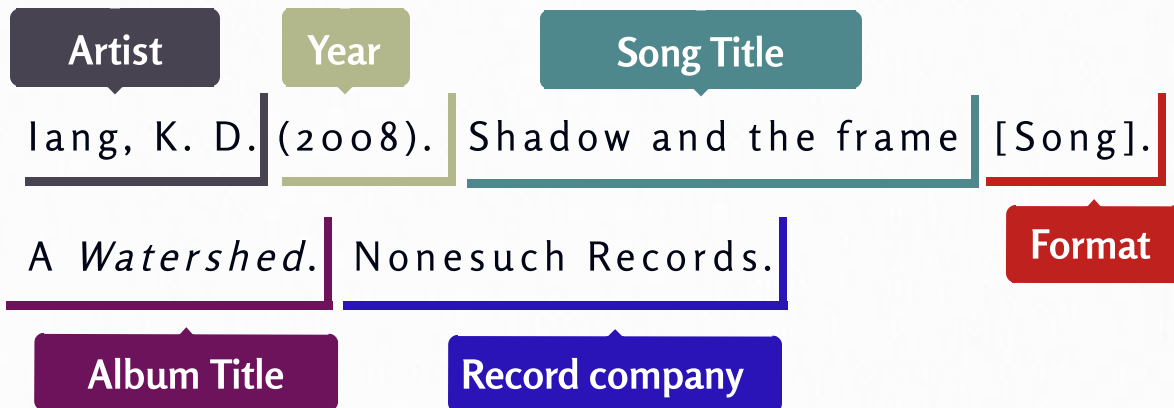 Artist Year Song Title
lang, K. D. (2008). Shadow and the frame [Song].
Format
A Watershed. Nonesuch Records.
Album Title Record company